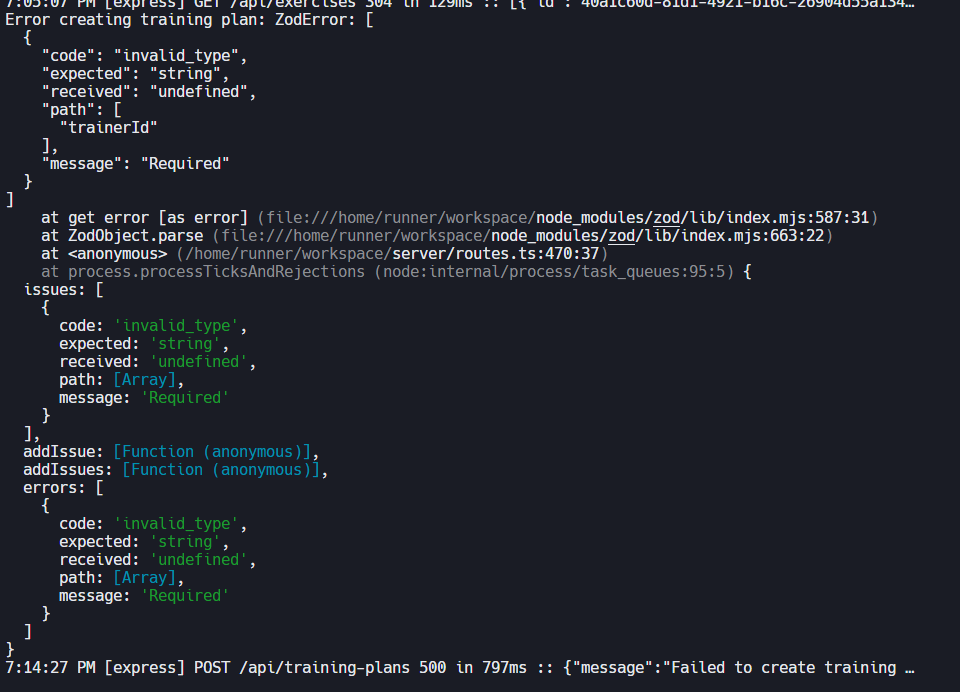 7:05:07 PM [express] GET /api/exercises 304 in 129ms :: [{"id":"40a1c60d-81d1-4921-b16c-26904d55a134…
Error creating training plan: ZodError: [
  {
    "code": "invalid_type",
    "expected": "string",
    "received": "undefined",
    "path": [
      "trainerId"
    ],
    "message": "Required"
  }
]
    at get error [as error] (file:///home/runner/workspace/node_modules/zod/lib/index.mjs:587:31)
    at ZodObject.parse (file:///home/runner/workspace/node_modules/zod/lib/index.mjs:663:22)
    at <anonymous> (/home/runner/workspace/server/routes.ts:470:37)
    at process.processTicksAndRejections (node:internal/process/task_queues:95:5) {
  issues: [
    {
      code: 'invalid_type',
      expected: 'string',
      received: 'undefined',
      path: [Array],
      message: 'Required'
    }
  ],
  addIssue: [Function (anonymous)],
  addIssues: [Function (anonymous)],
  errors: [
    {
      code: 'invalid_type',
      expected: 'string',
      received: 'undefined',
      path: [Array],
      message: 'Required'
    }
  ]
}
7:14:27 PM [express] POST /api/training-plans 500 in 797ms :: {"message":"Failed to create training …